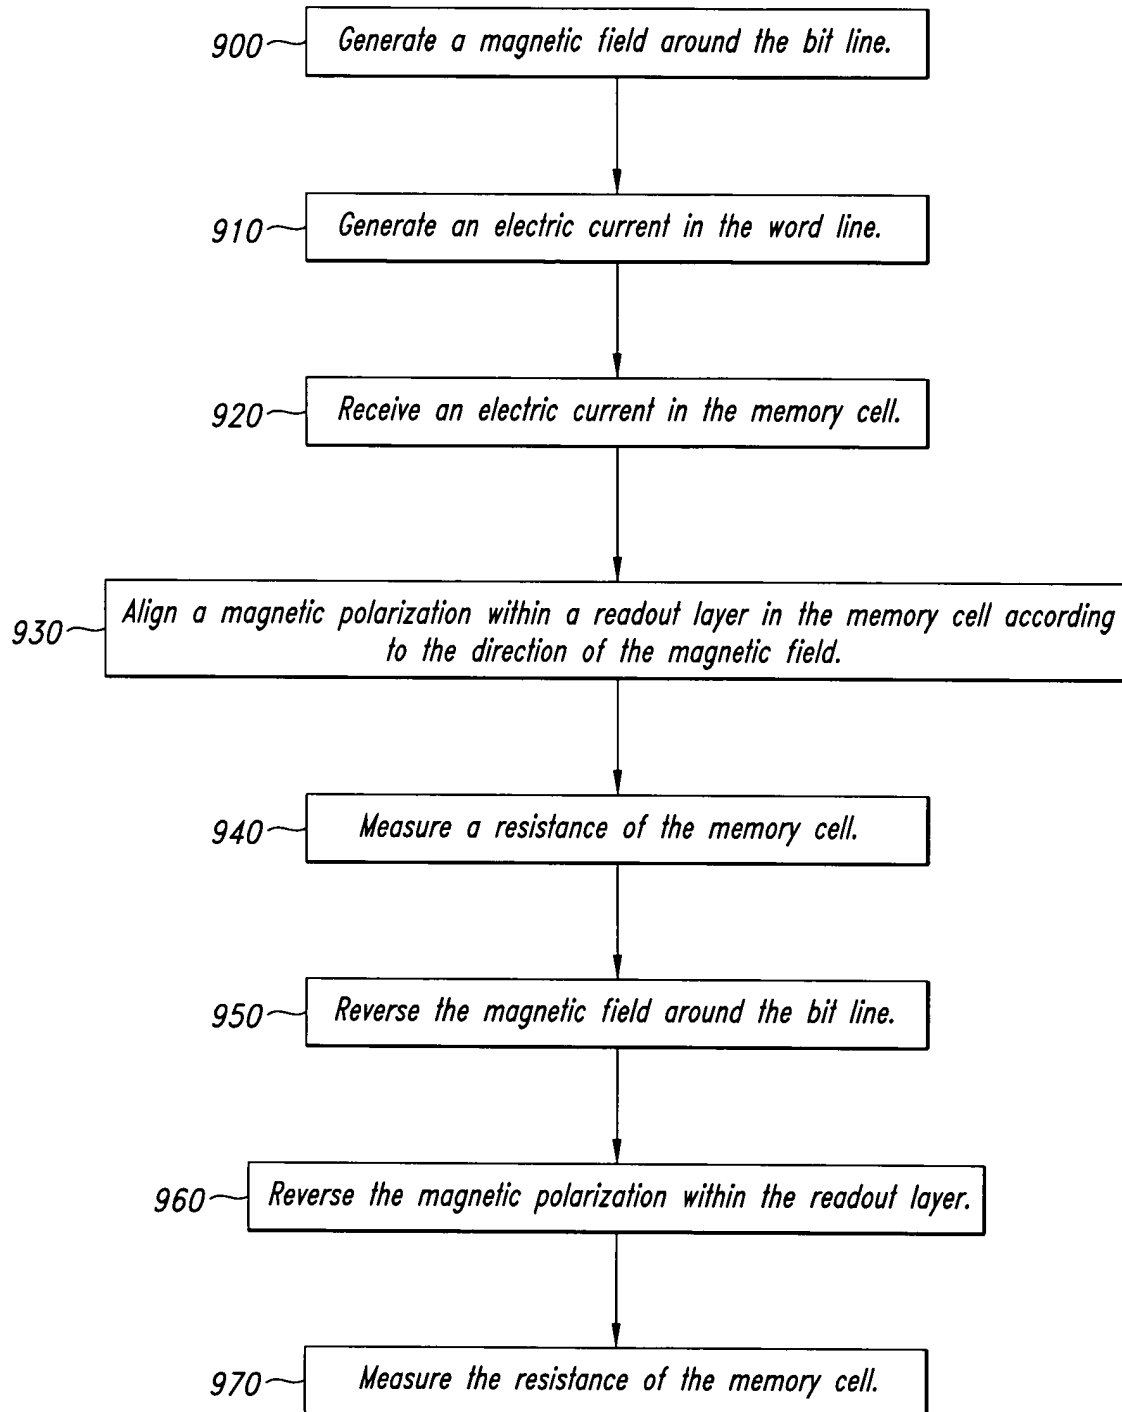 900 Generate a magnetic field around the bit line.
910 Generate an electric current in the word line.
920 Receive an electric current in the memory cell.
930 Align a magnetic polarization within a readout layer in the memory cell according
to the direction of the magnetic field.
940 Measure a resistance of the memory cell.
950 Reverse the magnetic field around the bit line.
960 Reverse the magnetic polarization within the readout layer.
970 Measure the resistance of the memory cell.